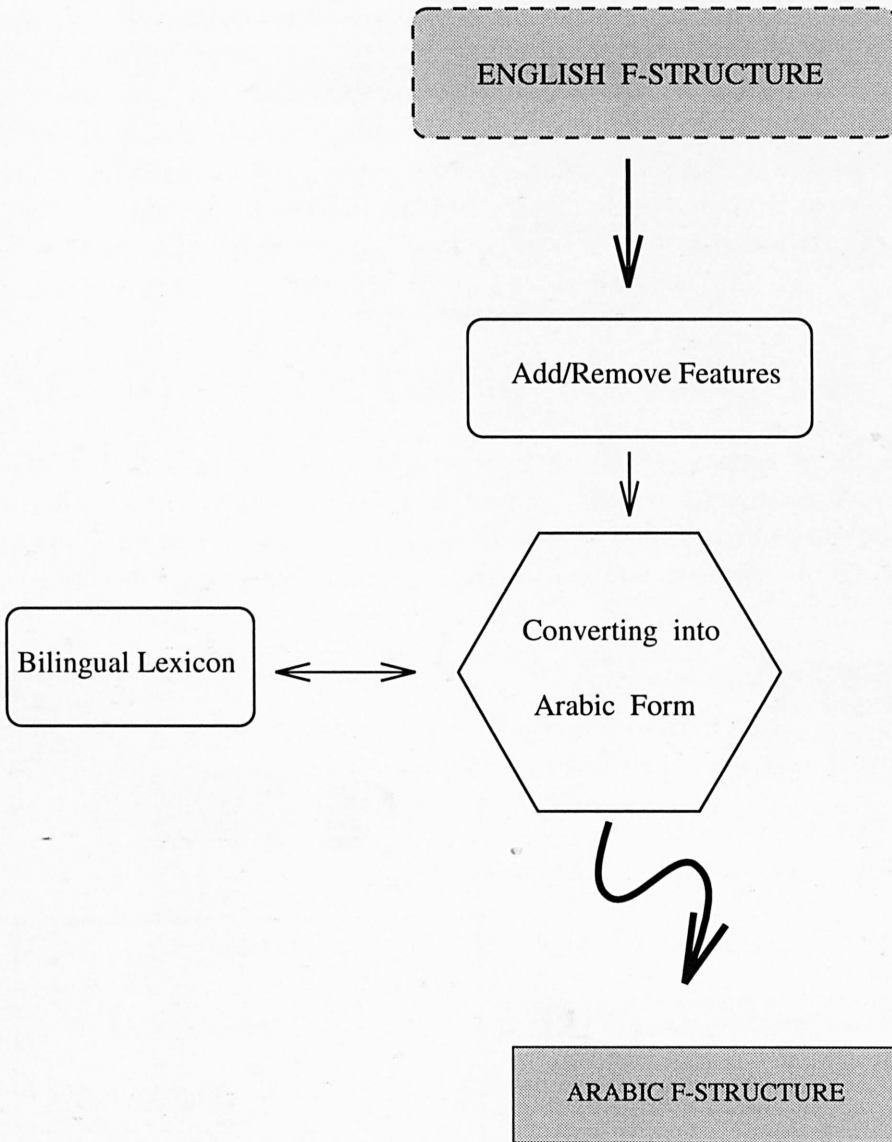 ENGLISH F-STRUCTURE
Add/Remove Features
Converting into
Arabic Form
Bilingual Lexicon
ARABIC F-STRUCTURE